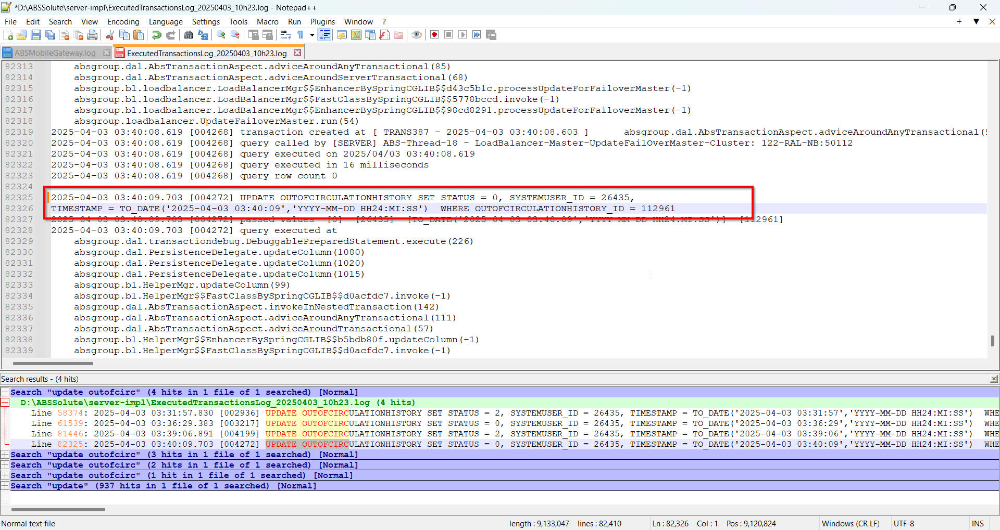 *D:\ABSSolute\server-impl\ExecutedTransactionsLog_20250403_10h23.log - Notepad++
File Edit Search View Encoding Language Settings Tools Macro Run Plugins Window ?
ABSMobileGateway.log ExecutedTransactionsLog_20250403_10h23.log
82313 absgroup.dal.AbsTransactionAspect.adviceAroundAnyTransactional(85)
82314 absgroup.dal.AbsTransactionAspect.adviceAroundServerTransactional(68)
82315 absgroup.bl.loadbalancer.LoadBalancerMgr$$EnhancerBySpringCGLIB$$d43c5b1c.processUpdateForFailoverMaster(-1)
82316 absgroup.bl.loadbalancer.LoadBalancerMgr$$FastClassBySpringCGLIB$$5778bccd.invoke(-1)
82317 absgroup.bl.loadbalancer.LoadBalancerMgr$$EnhancerBySpringCGLIB$$98cd8291.processUpdateForFailoverMaster(-1)
82318 absgroup.loadbalancer.UpdateFailoverMaster.run(54)
82319 2025-04-03 03:40:08.619 [004268] transaction created at [ TRANS387 - 2025-04-03 03:40:08.603 ] absgroup.dal.AbsTransactionAspect.adviceAroundAnyTransactional(
82320 2025-04-03 03:40:08.619 [004268] query called by [SERVER] ABS-Thread-18 - LoadBalancer-Master-UpdateFailOverMaster-Cluster: 122-RAL-NB:50112
82321 2025-04-03 03:40:08.619 [004268] query executed on 2025/04/03 03:40:08.619
82322 2025-04-03 03:40:08.619 [004268] query executed in 16 milliseconds
82323 2025-04-03 03:40:08.619 [004268] query row count 0
82324
82325 2025-04-03 03:40:09.703 [004272] UPDATE OUTOFCIRCULATIONHISTORY SET STATUS = 0, SYSTEMUSER_ID = 26435,
82326 TIMESTAMP = TO_DATE('2025-04-03 03:40:09','YYYY-MM-DD HH24:MI:SS') WHERE OUTOFCIRCULATIONHISTORY_ID = 112961
82327 2025-04-03 03:40:09.703 [004272] passed values [0] [26435] [TO_DATE('2025-04-03 03:40:09','YYYY-MM-DD HH24:MI:SS')] [112961]
82328 2025-04-03 03:40:09.703 [004272] query executed at
82329 absgroup.dal.transactiondebug.DebuggablePreparedStatement.execute(226)
82330 absgroup.dal.PersistenceDelegate.updateColumn(1080)
82331 absgroup.dal.PersistenceDelegate.updateColumn(1020)
82332 absgroup.dal.PersistenceDelegate.updateColumn(1015)
82333 absgroup.bl.HelperMgr.updateColumn(99)
82334 absgroup.bl.HelperMgr$$FastClassBySpringCGLIB$$d0acfdc7.invoke(-1)
82335 absgroup.dal.AbsTransactionAspect.invokeInNestedTransaction(142)
82336 absgroup.dal.AbsTransactionAspect.adviceAroundAnyTransactional(111)
82337 absgroup.dal.AbsTransactionAspect.adviceAroundTransactional(57)
82338 absgroup.bl.HelperMgr$$EnhancerBySpringCGLIB$$b5bdb80f.updateColumn(-1)
82339 absgroup.bl.HelperMgr$$FastClassBySpringCGLIB$$d0acfdc7.invoke(-1)
Search results - (4 hits)
Search "update outofcirc" (4 hits in 1 file of 1 searched) [Normal]
D:\ABSSolute\server-impl\ExecutedTransactionsLog_20250403_10h23.log (4 hits)
Line 58374: 2025-04-03 03:31:57.830 [002936] UPDATE OUTOFCIRCULATIONHISTORY SET STATUS = 2, SYSTEMUSER_ID = 26435, TIMESTAMP = TO_DATE('2025-04-03 03:31:57','YYYY-MM-DD HH24:MI:SS') WHE
Line 61539: 2025-04-03 03:36:29.383 [003217] UPDATE OUTOFCIRCULATIONHISTORY SET STATUS = 0, SYSTEMUSER_ID = 26435, TIMESTAMP = TO_DATE('2025-04-03 03:36:29','YYYY-MM-DD HH24:MI:SS') WHE
Line 81446: 2025-04-03 03:39:06.891 [004199] UPDATE OUTOFCIRCULATIONHISTORY SET STATUS = 2, SYSTEMUSER_ID = 26435, TIMESTAMP = TO_DATE('2025-04-03 03:39:06','YYYY-MM-DD HH24:MI:SS') WHE
Line 82325: 2025-04-03 03:40:09.703 [004272] UPDATE OUTOFCIRCULATIONHISTORY SET STATUS = 0, SYSTEMUSER_ID = 26435, TIMESTAMP = TO_DATE('2025-04-03 03:40:09','YYYY-MM-DD HH24:MI:SS') WHE
Search "update outofcirc" (3 hits in 1 file of 1 searched) [Normal]
Search "update outofcirc" (2 hits in 1 file of 1 searched) [Normal]
Search "update outofcirc" (1 hit in 1 file of 1 searched) [Normal]
Search "update" (937 hits in 1 file of 1 searched) [Normal]
Normal text file length : 9,133,047 lines : 82,410 Ln : 82,326 Col : 1 Pos : 9,120,824 Windows (CR LF) UTF-8 INS